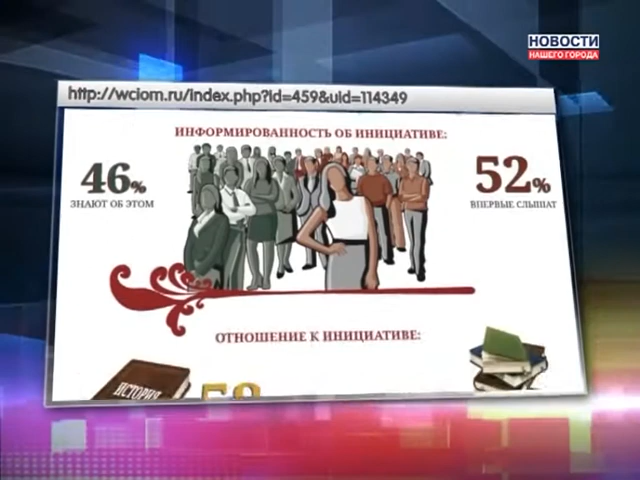 НОВОСТИ
НАШЕГО ГОРОДА
http://wciom.ru/index.php?id=459&uid=114349
ИНФОРМИРОВАННОСТЬ ОБ ИНИЦИАТИВЕ:
46%
ЗНАЮТ ОБ ЭТОМ
52%
ВПЕРВЫЕ СЛЫШАТ
ОТНОШЕНИЕ К ИНИЦИАТИВЕ:
ИСТОРИЯ